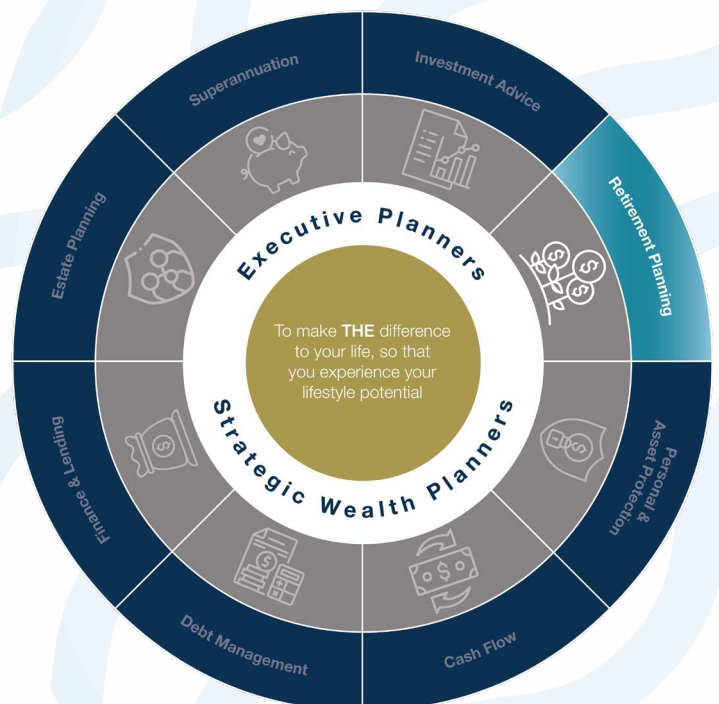 Superannuation
Investment Advice
Retirement Planning
Personal &
Asset Protection
Cash Flow
Debt Management
Finance & Lending
Estate Planning
Executive Planners
To make THE difference
to your life, so that
you experience your
lifestyle potential
Strategic Wealth Planners